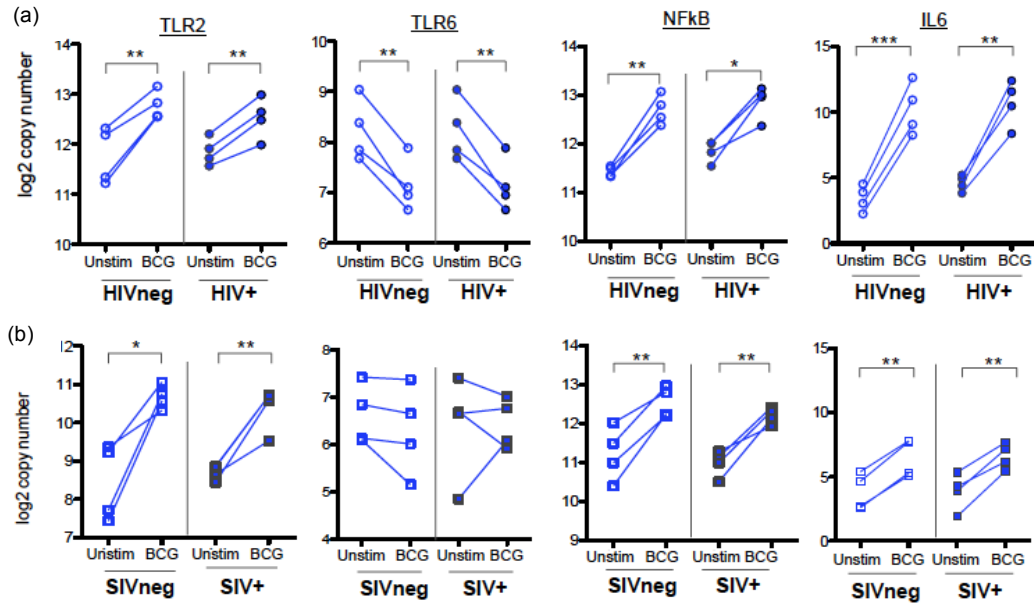 (a)
TLR2
TLR6
NFkB
IL6
log2 copy number
14
13
12
11
10
**
**
10
9
8
7
6
**
**
14
13
12
11
10
**
*
15
10
5
0
***
**
Unstim BCG Unstim BCG
HIVneg HIV+
Unstim BCG Unstim BCG
HIVneg HIV+
Unstim BCG Unstim BCG
HIVneg HIV+
Unstim BCG Unstim BCG
HIVneg HIV+
(b)
log2 copy number
12
11
10
9
8
7
*
**
8
7
6
5
4
14
13
12
11
10
9
**
**
15
10
5
0
**
**
Unstim BCG Unstim BCG
SIVneg SIV+
Unstim BCG Unstim BCG
SIVneg SIV+
Unstim BCG Unstim BCG
SIVneg SIV+
Unstim BCG Unstim BCG
SIVneg SIV+